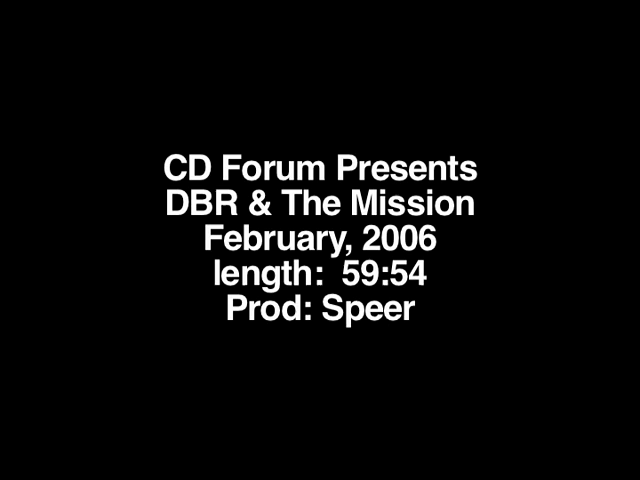 CD Forum Presents
DBR & The Mission
February, 2006
length:  59:54
Prod: Speer